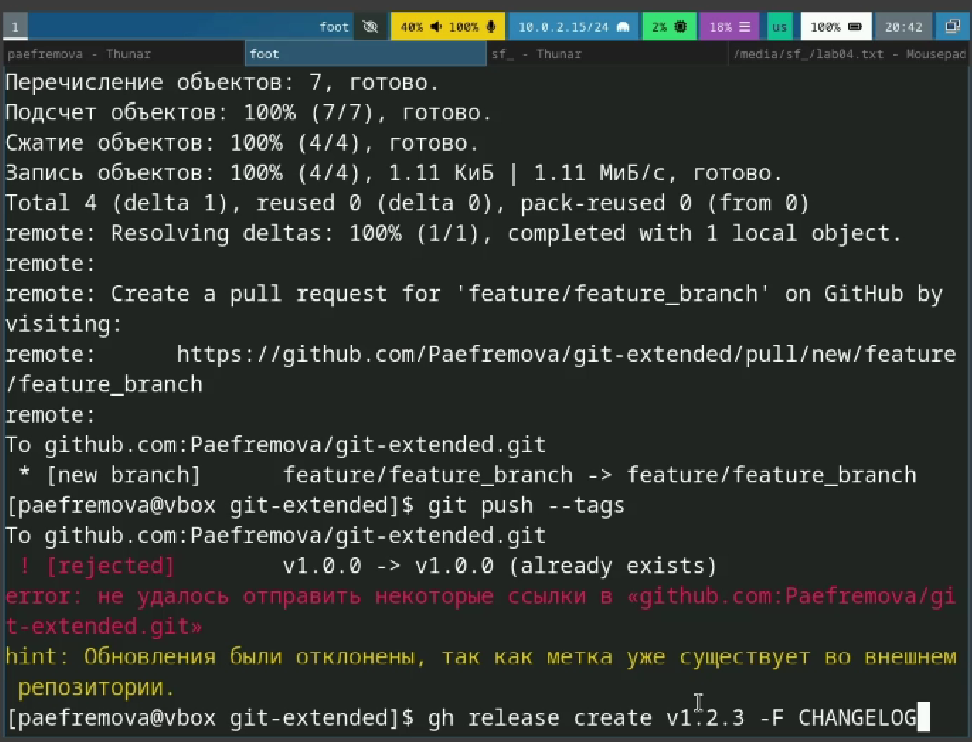 1
foot
40% 100%
10.0.2.15/24
2%
18%
us
100%
20:42
paefremova - Thunar
foot
sf_ - Thunar
/media/sf_/lab04.txt - Mousepad
Перечисление объектов: 7, готово.
Подсчет объектов: 100% (7/7), готово.
Сжатие объектов: 100% (4/4), готово.
Запись объектов: 100% (4/4), 1.11 КиБ | 1.11 МиБ/с, готово.
Total 4 (delta 1), reused 0 (delta 0), pack-reused 0 (from 0)
remote: Resolving deltas: 100% (1/1), completed with 1 local object.
remote:
remote: Create a pull request for 'feature/feature_branch' on GitHub by
visiting:
remote:      https://github.com/Paefremova/git-extended/pull/new/feature
/feature_branch
remote:
To github.com:Paefremova/git-extended.git
 * [new branch]      feature/feature_branch -> feature/feature_branch
[paefremova@vbox git-extended]$ git push --tags
To github.com:Paefremova/git-extended.git
 ! [rejected]        v1.0.0 -> v1.0.0 (already exists)
error: не удалось отправить некоторые ссылки в «github.com:Paefremova/gi
t-extended.git»
hint: Обновления были отклонены, так как метка уже существует во внешнем
 репозитории.
[paefremova@vbox git-extended]$ gh release create v1.2.3 -F CHANGELOG